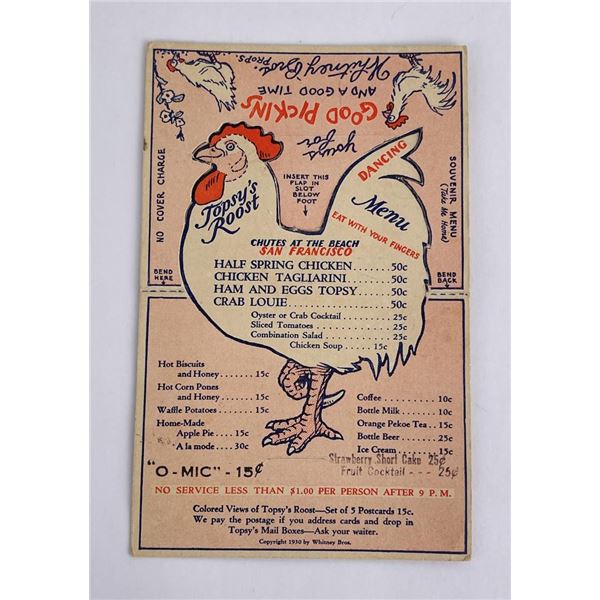 Whitney Bros.
PROPS.
AND A GOOD TIME
GOOD PICKINS
yours
for
NO COVER CHARGE
SOUVENIR MENU
(Take Me Home)
DANCING
INSERT THIS
FLAP IN
SLOT
BELOW
FOOT
Topsy's
Roost
Menu
EAT WITH YOUR FINGERS
CHUTES AT THE BEACH
SAN FRANCISCO
HALF SPRING CHICKEN.......50c
CHICKEN TAGLIARINI.......50c
HAM AND EGGS TOPSY.....50c
CRAB LOUIE..................50c
Oyster or Crab Cocktail.....25c
Sliced Tomatoes............25c
Combination Salad.........25c
Chicken Soup....15c
BEND
HERE
BEND
BACK
Hot Biscuits
and Honey.......15c
Hot Corn Pones
and Honey.......15c
Waffle Potatoes....15c
Home-Made
Apple Pie....15c
A la mode....30c
Coffee...........10c
Bottle Milk......10c
Orange Pekoe Tea..15c
Bottle Beer.......25c
Ice Cream.......15c
Strawberry Short Cake 25¢
Fruit Cocktail --- 25¢
"O-MIC" - 15¢
NO SERVICE LESS THAN $1.00 PER PERSON AFTER 9 P.M.
Colored Views of Topsy's Roost—Set of 5 Postcards 15c.
We pay the postage if you address cards and drop in
Topsy's Mail Boxes—Ask your waiter.
Copyright 1930 by Whitney Bros.